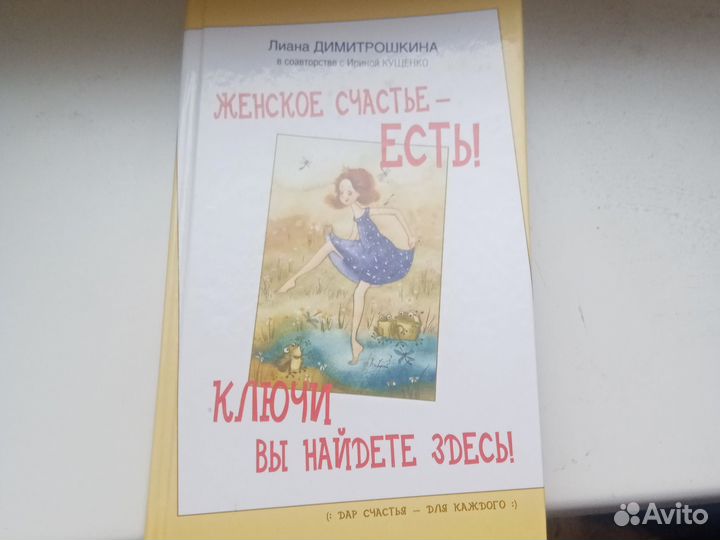 Лиана ДИМИТРОШКИНА
в соавторстве с Ириной КУЩЕНКО
ЖЕНСКОЕ СЧАСТЬЕ –
ЕСТЬ!
КЛЮЧИ
ВЫ НАЙДЕТЕ ЗДЕСЬ!
(: ДАР СЧАСТЬЯ – ДЛЯ КАЖДОГО :)
Avito